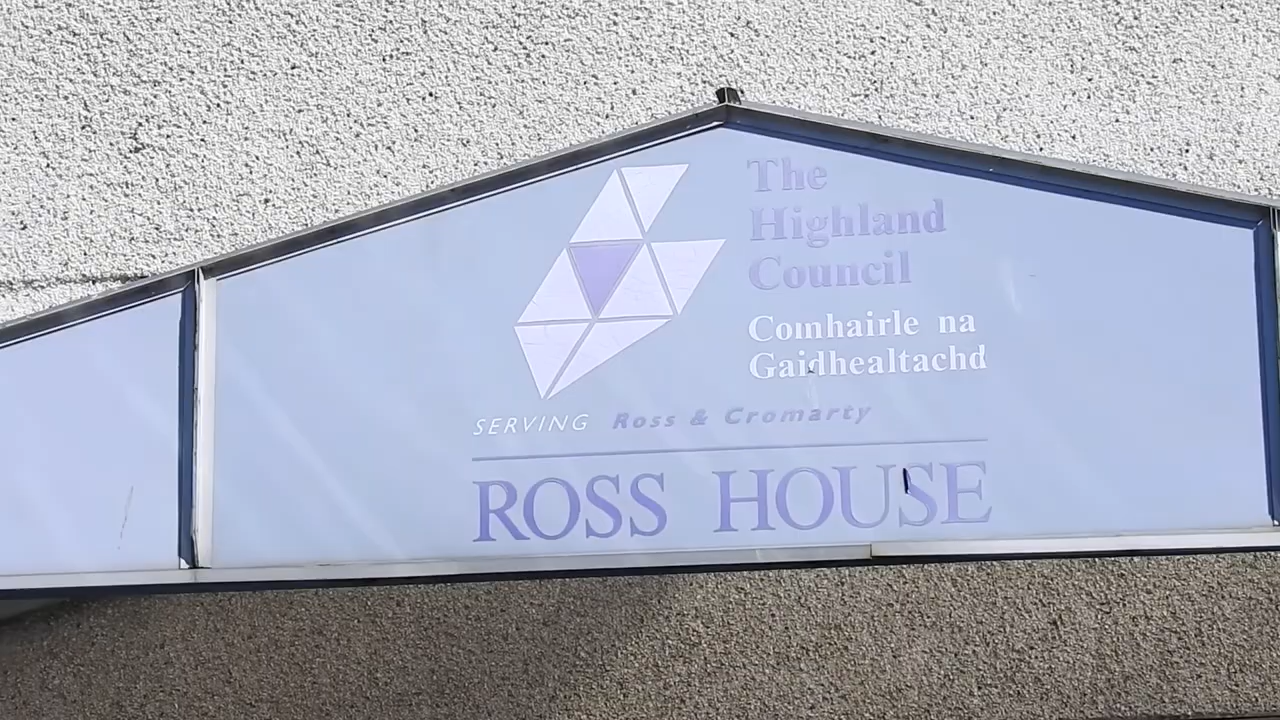 The
Highland
Council
Comhairle na
Gaidhealtachd
SERVING Ross & Cromarty
ROSS HOUSE